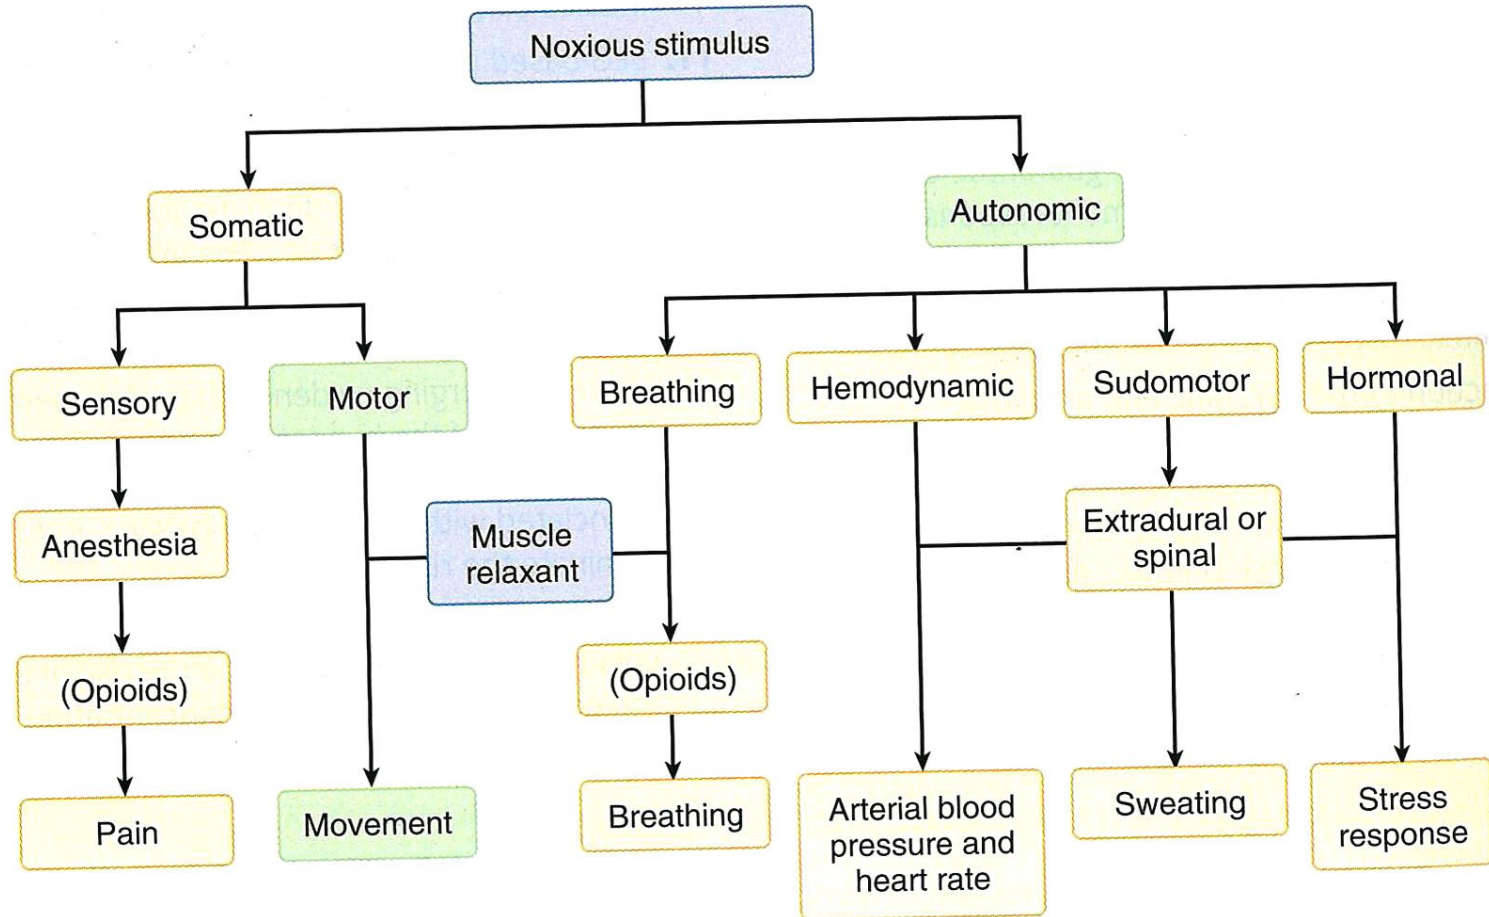 Noxious stimulus
Somatic
Autonomic
Sensory
Motor
Breathing
Hemodynamic
Sudomotor
Hormonal
Anesthesia
Muscle
relaxant
Extradural or
spinal
(Opioids)
(Opioids)
Pain
Movement
Breathing
Arterial blood
pressure and
heart rate
Sweating
Stress
response